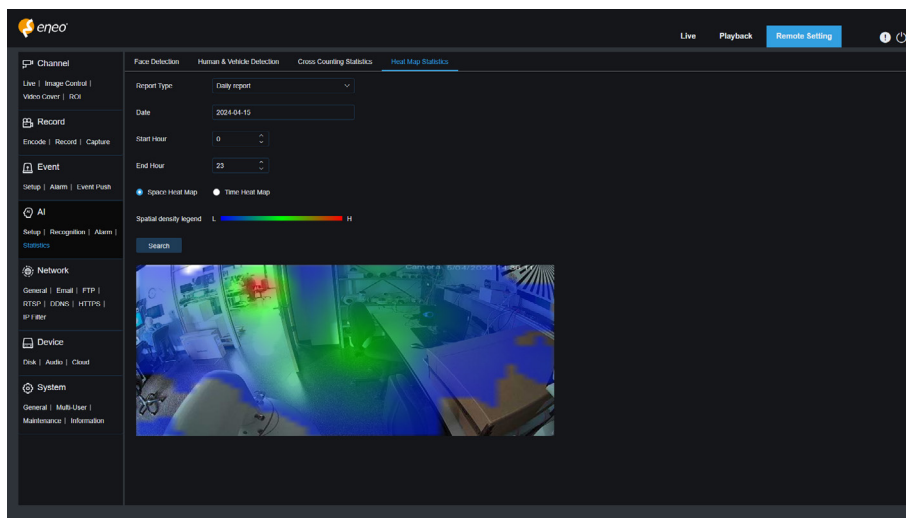 eneo
Live
Playback
Remote Setting
Channel
Live | Image Control |
Video Cover | ROI
Record
Encode | Record | Capture
Event
Setup | Alarm | Event Push
AI
Setup | Recognition | Alarm |
Statistics
Network
General | Email | FTP |
RTSP | DDNS | HTTPS |
IP Filter
Device
Disk | Audio | Cloud
System
General | Multi-User |
Maintenance | Information
Face Detection
Human & Vehicle Detection
Cross Counting Statistics
Heat Map Statistics
Report Type
Daily report
Date
2024-04-15
Start Hour
0
End Hour
23
Space Heat Map
Time Heat Map
Spatial density legend
L
H
Search
Camera